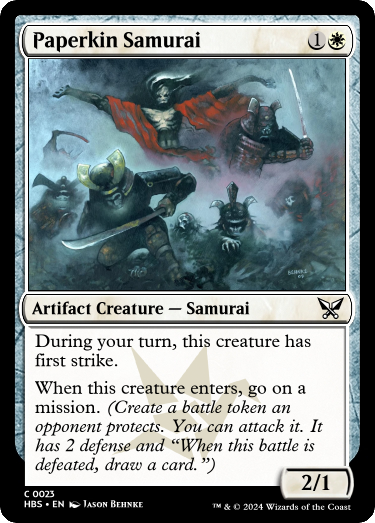 Paperkin Samurai 1
Artifact Creature — Samurai
During your turn, this creature has
first strike.
When this creature enters, go on a
mission. (Create a battle token an
opponent protects. You can attack it. It
has 2 defense and “When this battle is
defeated, draw a card.”)
2/1
C 0023
HBS • EN JASON BEHNKE
™ & © 2024 Wizards of the Coast